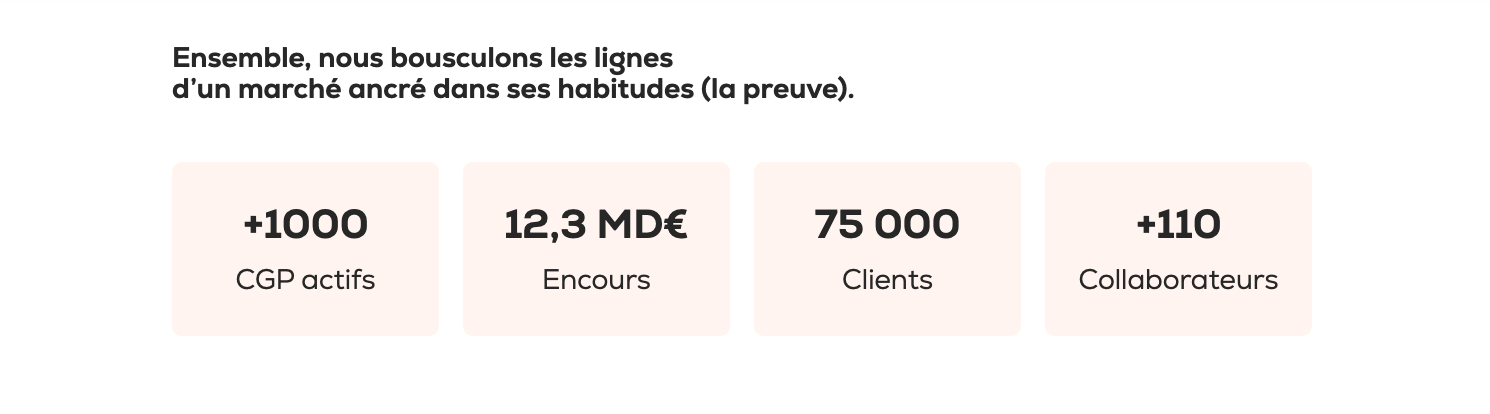 Ensemble, nous bousculons les lignes
d’un marché ancré dans ses habitudes (la preuve).
+1000
CGP actifs
12,3 MD€
Encours
75 000
Clients
+110
Collaborateurs